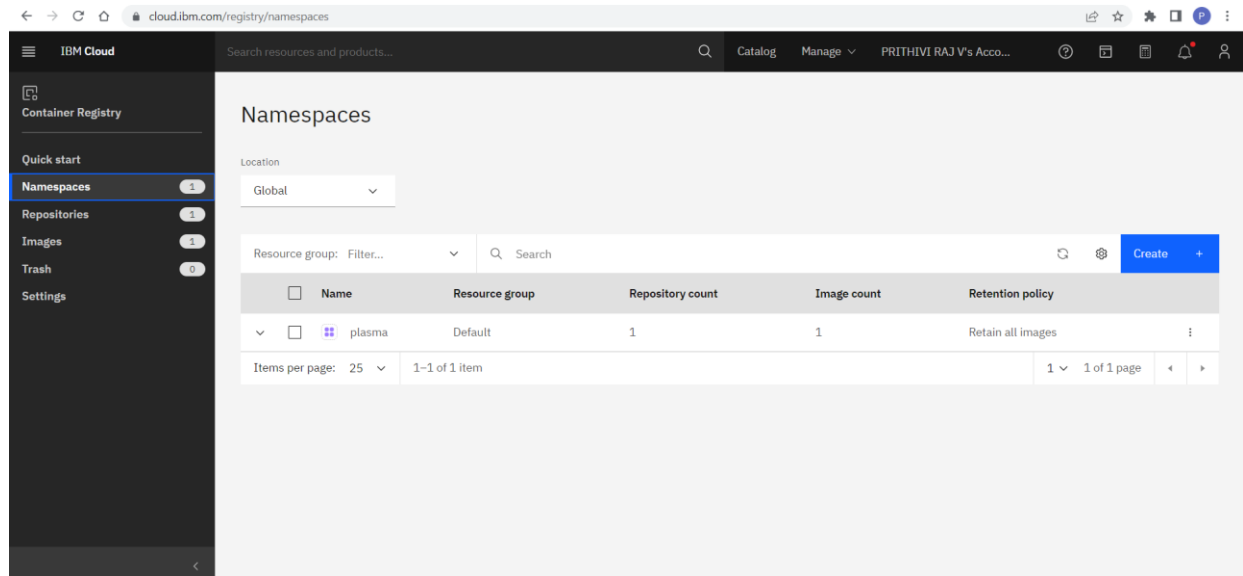 cloud.ibm.com/registry/namespaces
P
IBM Cloud
Search resources and products...
Catalog
Manage
PRITHIVI RAJ V's Acco...
Container Registry
Quick start
Namespaces 1
Repositories 1
Images 1
Trash 0
Settings
Namespaces
Location
Global
Resource group: Filter...
Search
Create +
Name Resource group Repository count Image count Retention policy
plasma Default 1 1 Retain all images
Items per page: 25 1–1 of 1 item 1 1 of 1 page